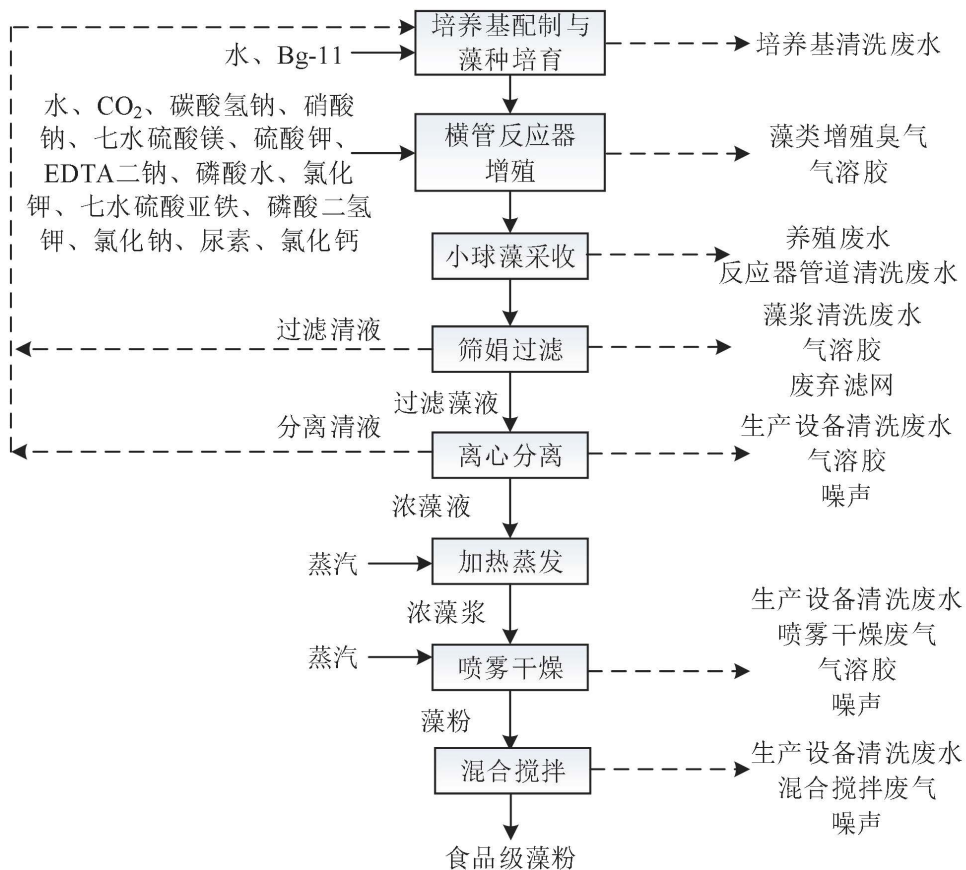 培养基配制与
藻种培育
水、Bg-11
培养基清洗废水
水、CO₂、碳酸氢钠、硝酸
钠、七水硫酸镁、硫酸钾、
EDTA二钠、磷酸水、氯化
钾、七水硫酸亚铁、磷酸二氢
钾、氯化钠、尿素、氯化钙
横管反应器
增殖
藻类增殖臭气
气溶胶
小球藻采收
养殖废水
反应器管道清洗废水
过滤清液
筛娟过滤
藻浆清洗废水
气溶胶
废弃滤网
过滤藻液
分离清液
离心分离
生产设备清洗废水
气溶胶
噪声
浓藻液
蒸汽
加热蒸发
浓藻浆
蒸汽
喷雾干燥
生产设备清洗废水
喷雾干燥废气
气溶胶
噪声
藻粉
混合搅拌
生产设备清洗废水
混合搅拌废气
噪声
食品级藻粉